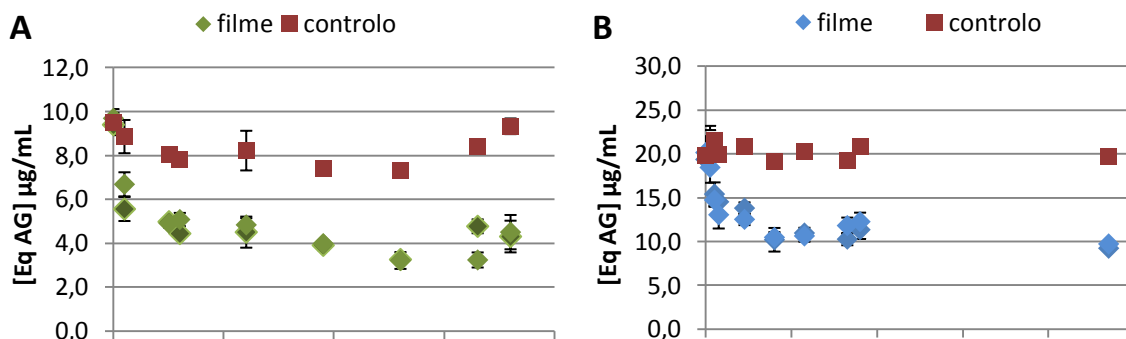 A
filme controlo
[Eq AG] µg/mL
12,0
10,0
8,0
6,0
4,0
2,0
0,0
B
filme controlo
[Eq AG] µg/mL
30,0
25,0
20,0
15,0
10,0
5,0
0,0